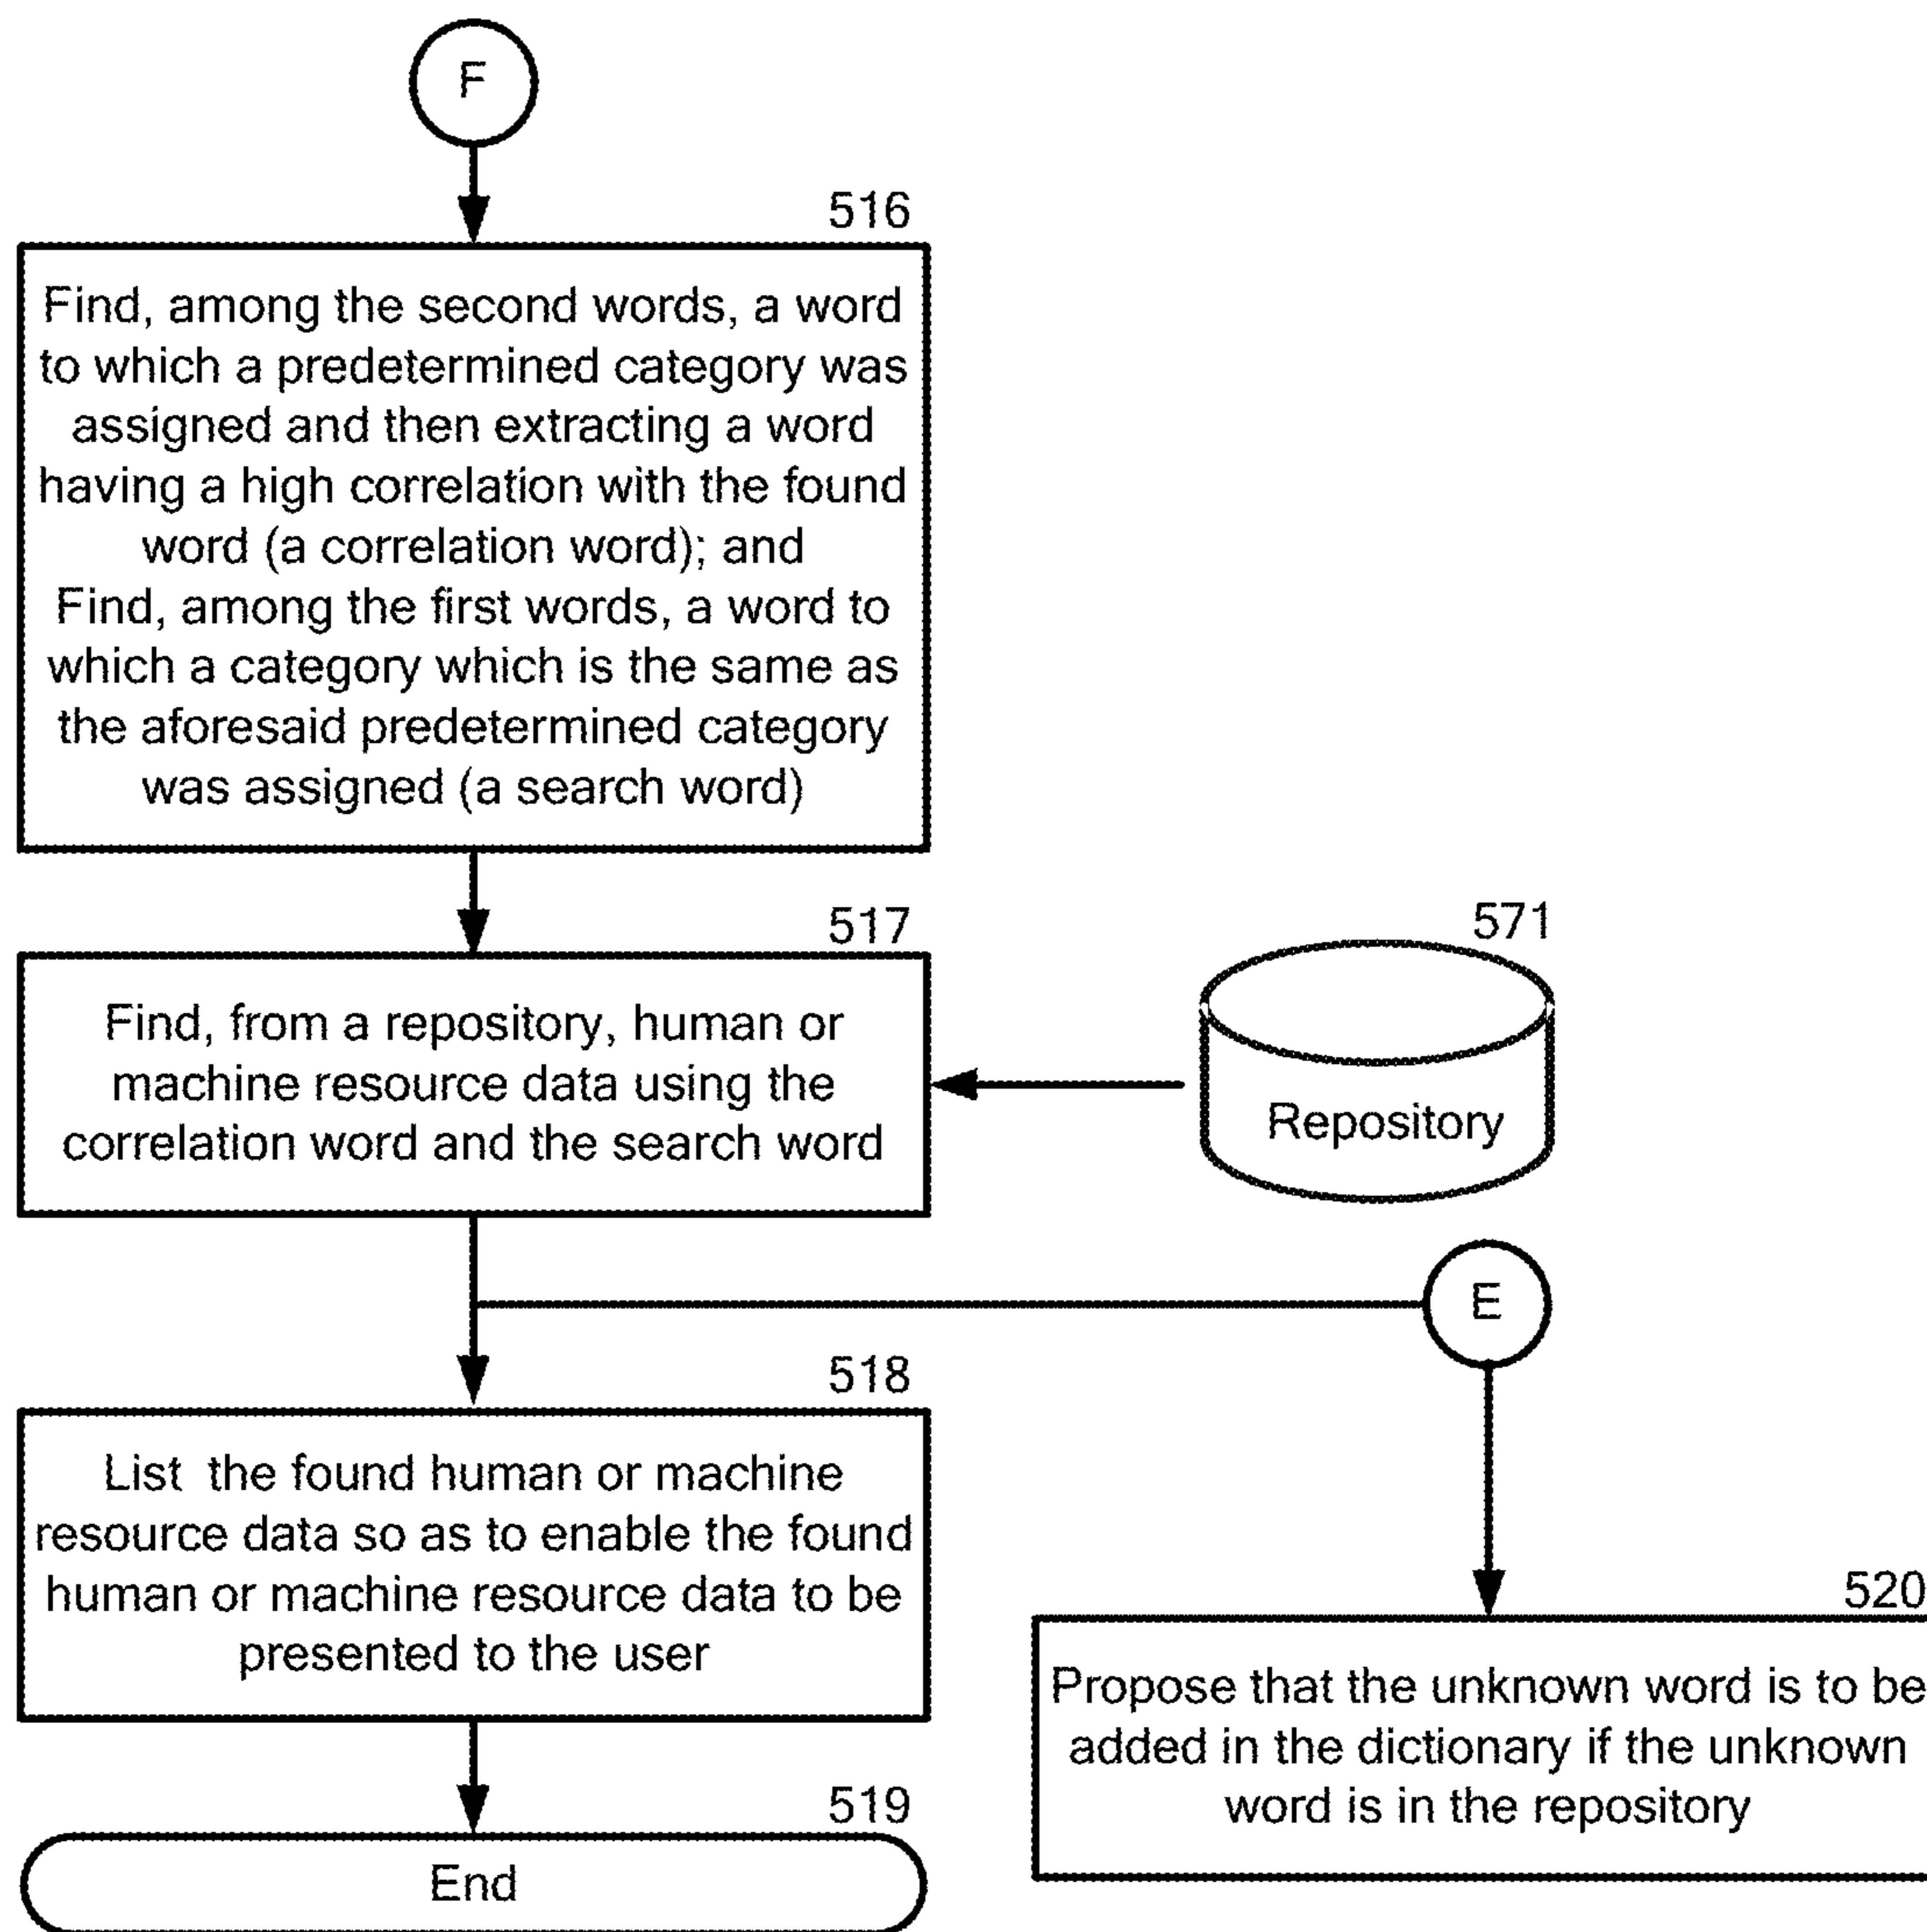 F
516
Find, among the second words, a word
to which a predetermined category was
assigned and then extracting a word
having a high correlation with the found
word (a correlation word); and
Find, among the first words, a word to
which a category which is the same as
the aforesaid predetermined category
was assigned (a search word)
517
Find, from a repository, human or
machine resource data using the
correlation word and the search word
571
Repository
E
518
List the found human or machine
resource data so as to enable the found
human or machine resource data to be
presented to the user
520
Propose that the unknown word is to be
added in the dictionary if the unknown
word is in the repository
519
End